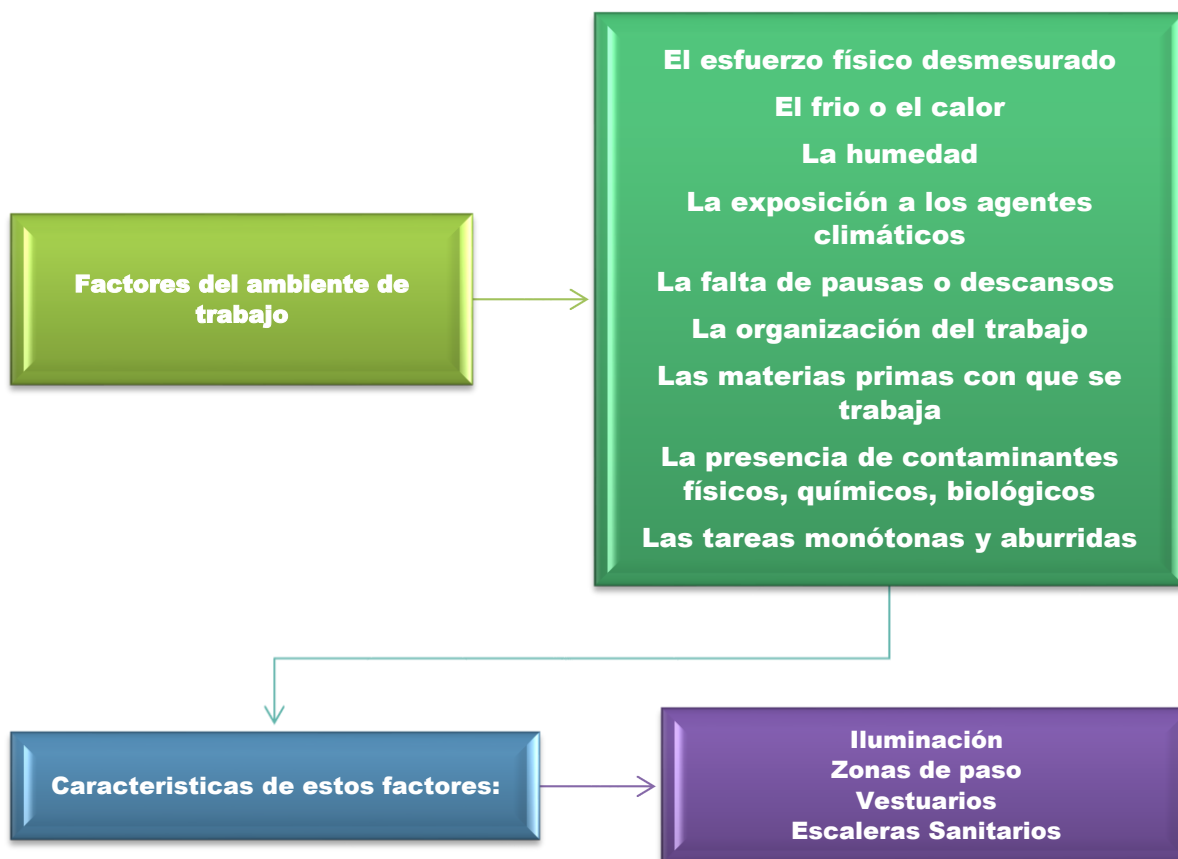 Factores del ambiente de
trabajo
El esfuerzo físico desmesurado
El frio o el calor
La humedad
La exposición a los agentes
climáticos
La falta de pausas o descansos
La organización del trabajo
Las materias primas con que se
trabaja
La presencia de contaminantes
físicos, químicos, biológicos
Las tareas monótonas y aburridas
Caracteristicas de estos factores:
Iluminación
Zonas de paso
Vestuarios
Escaleras Sanitarios